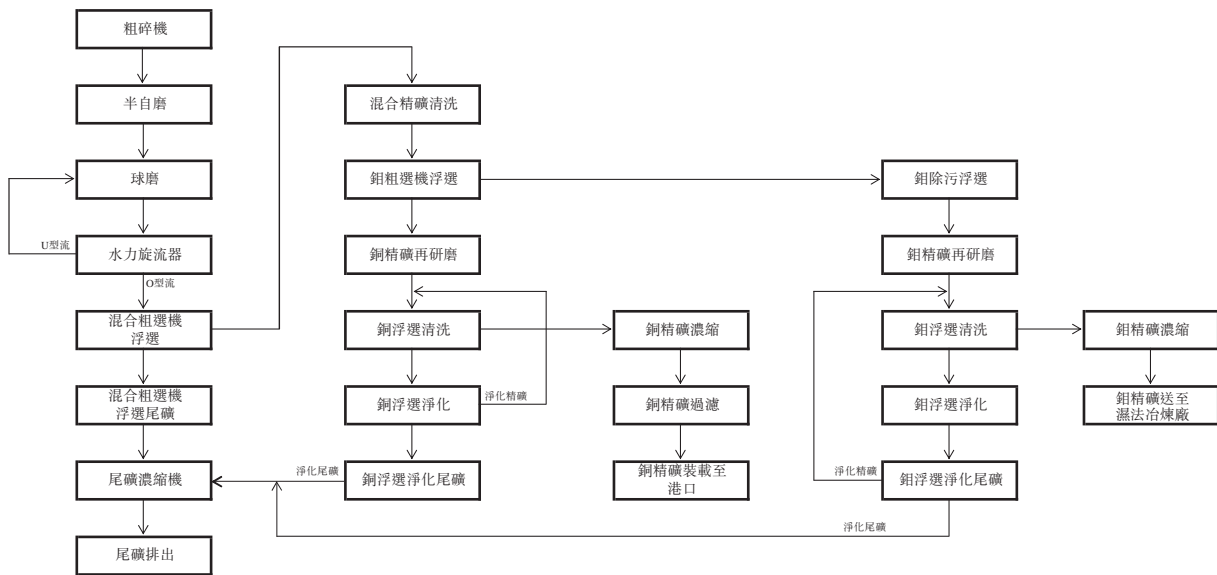 粗碎機
半自磨
球磨
U型流
水力旋流器
O型流
混合粗選機
浮選
混合粗選機
浮選尾礦
尾礦濃縮機
尾礦排出
混合精礦清洗
鉬粗選機浮選
銅精礦再研磨
銅浮選清洗
銅浮選淨化
淨化精礦
銅浮選淨化尾礦
淨化尾礦
銅精礦濃縮
銅精礦過濾
銅精礦裝載至
港口
鉬除污浮選
鉬精礦再研磨
鉬浮選清洗
鉬浮選淨化
淨化精礦
鉬浮選淨化尾礦
淨化尾礦
鉬精礦濃縮
鉬精礦送至
濕法冶煉廠